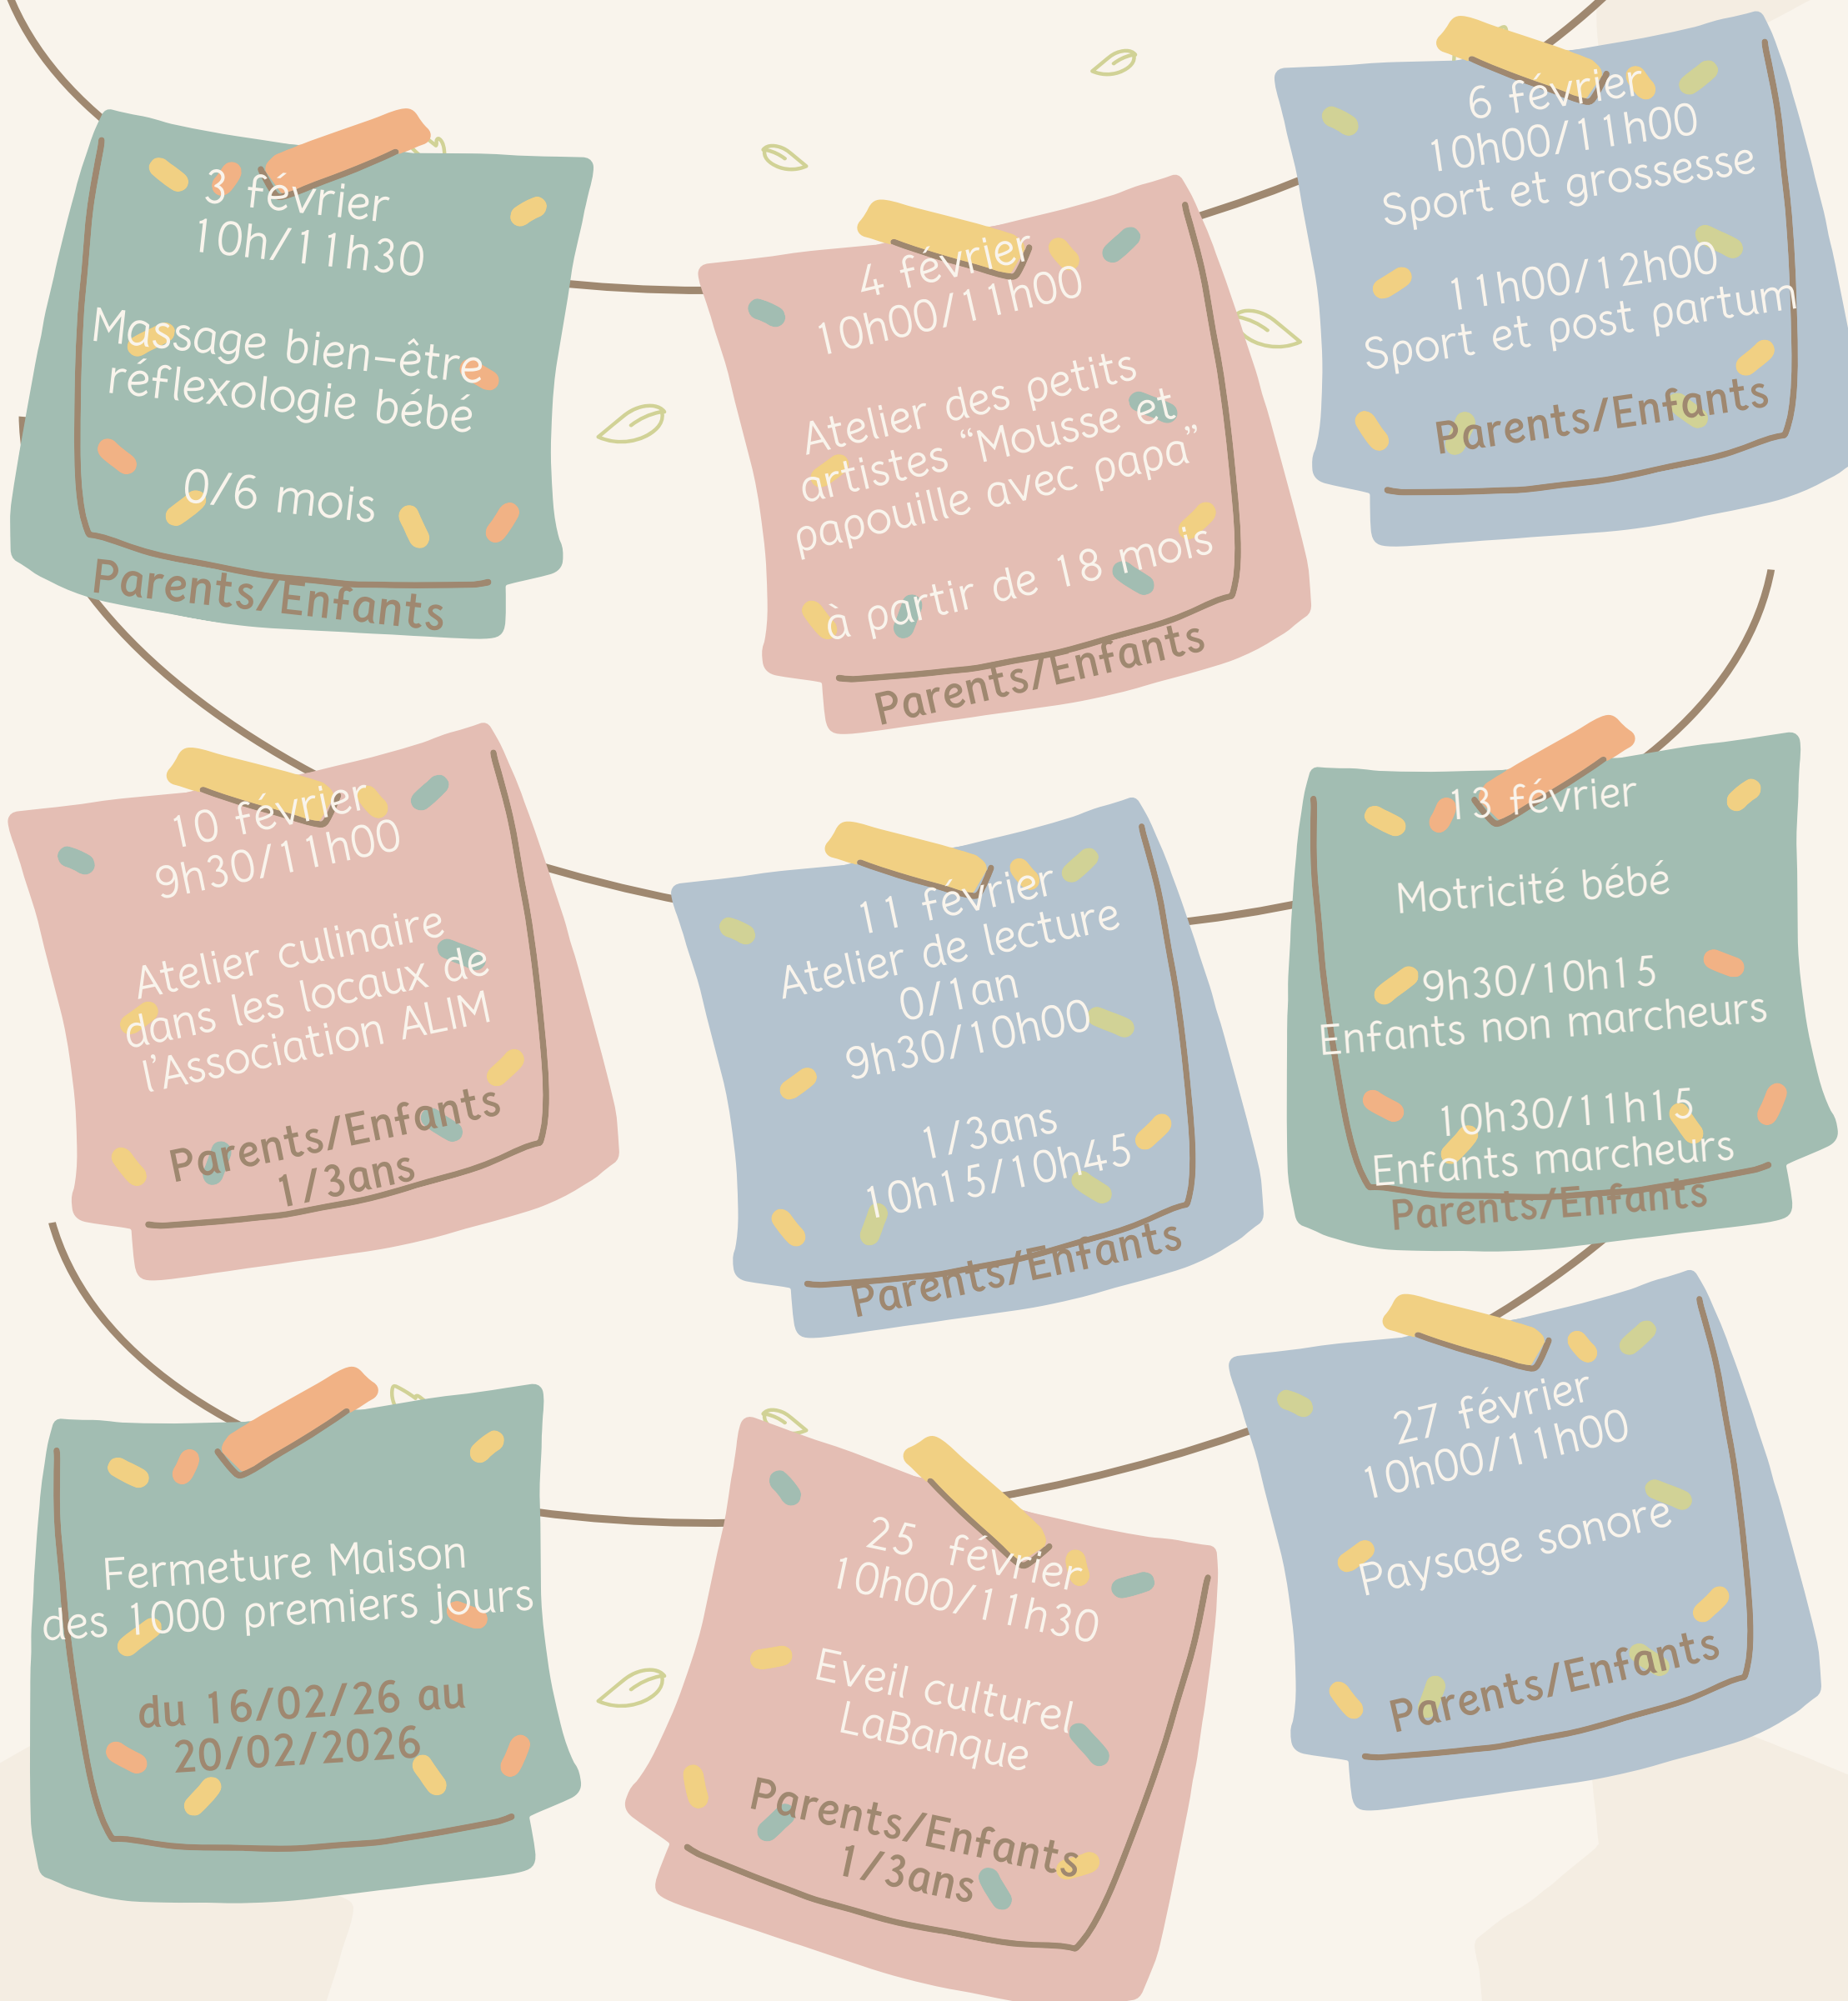 3 février
10h/11h30
Massage bien-être
réflexologie bébé
0/6 mois
Parents/Enfants
4 février
10h00/11h00
Atelier des petits
artistes “Mousse et
papouille avec papa”
à partir de 18 mois
Parents/Enfants
6 février
10h00/11h00
Sport et grossesse
11h00/12h00
Sport et post partum
Parents/Enfants
10 février
9h30/11h00
Atelier culinaire
dans les locaux de
l'Association ALIM
Parents/Enfants
1/3ans
11 février
Atelier de lecture
0/1an
9h30/10h00
1/3ans
10h15/10h45
Parents/Enfants
13 février
Motricité bébé
9h30/10h15
Enfants non marcheurs
10h30/11h15
Enfants marcheurs
Parents/Enfants
Fermeture Maison
des 1000 premiers jours
du 16/02/26 au
20/02/2026
25 février
10h00/11h30
Eveil culturel
LaBanque
Parents/Enfants
1/3ans
27 février
10h00/11h00
Paysage sonore
Parents/Enfants